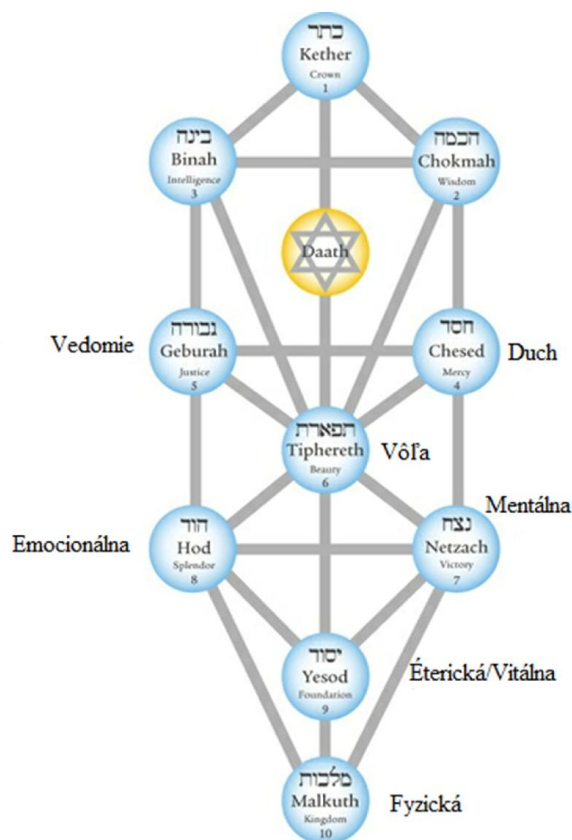 כתר
Kether
Crown
1
בינה
Binah
Intelligence
3
חכמה
Chokmah
Wisdom
2
Daath
Vedomie
גבורה
Geburah
Justice
5
חסד
Chesed
Mercy
4
Duch
תפארת
Tiphereth
Beauty
6
Vôľa
Emocionálna
הוד
Hod
Splendor
8
Mentálna
נצח
Netzach
Victory
7
יסוד
Yesod
Foundation
9
Éterická/Vitálna
מלכות
Malkuth
Kingdom
10
Fyzická